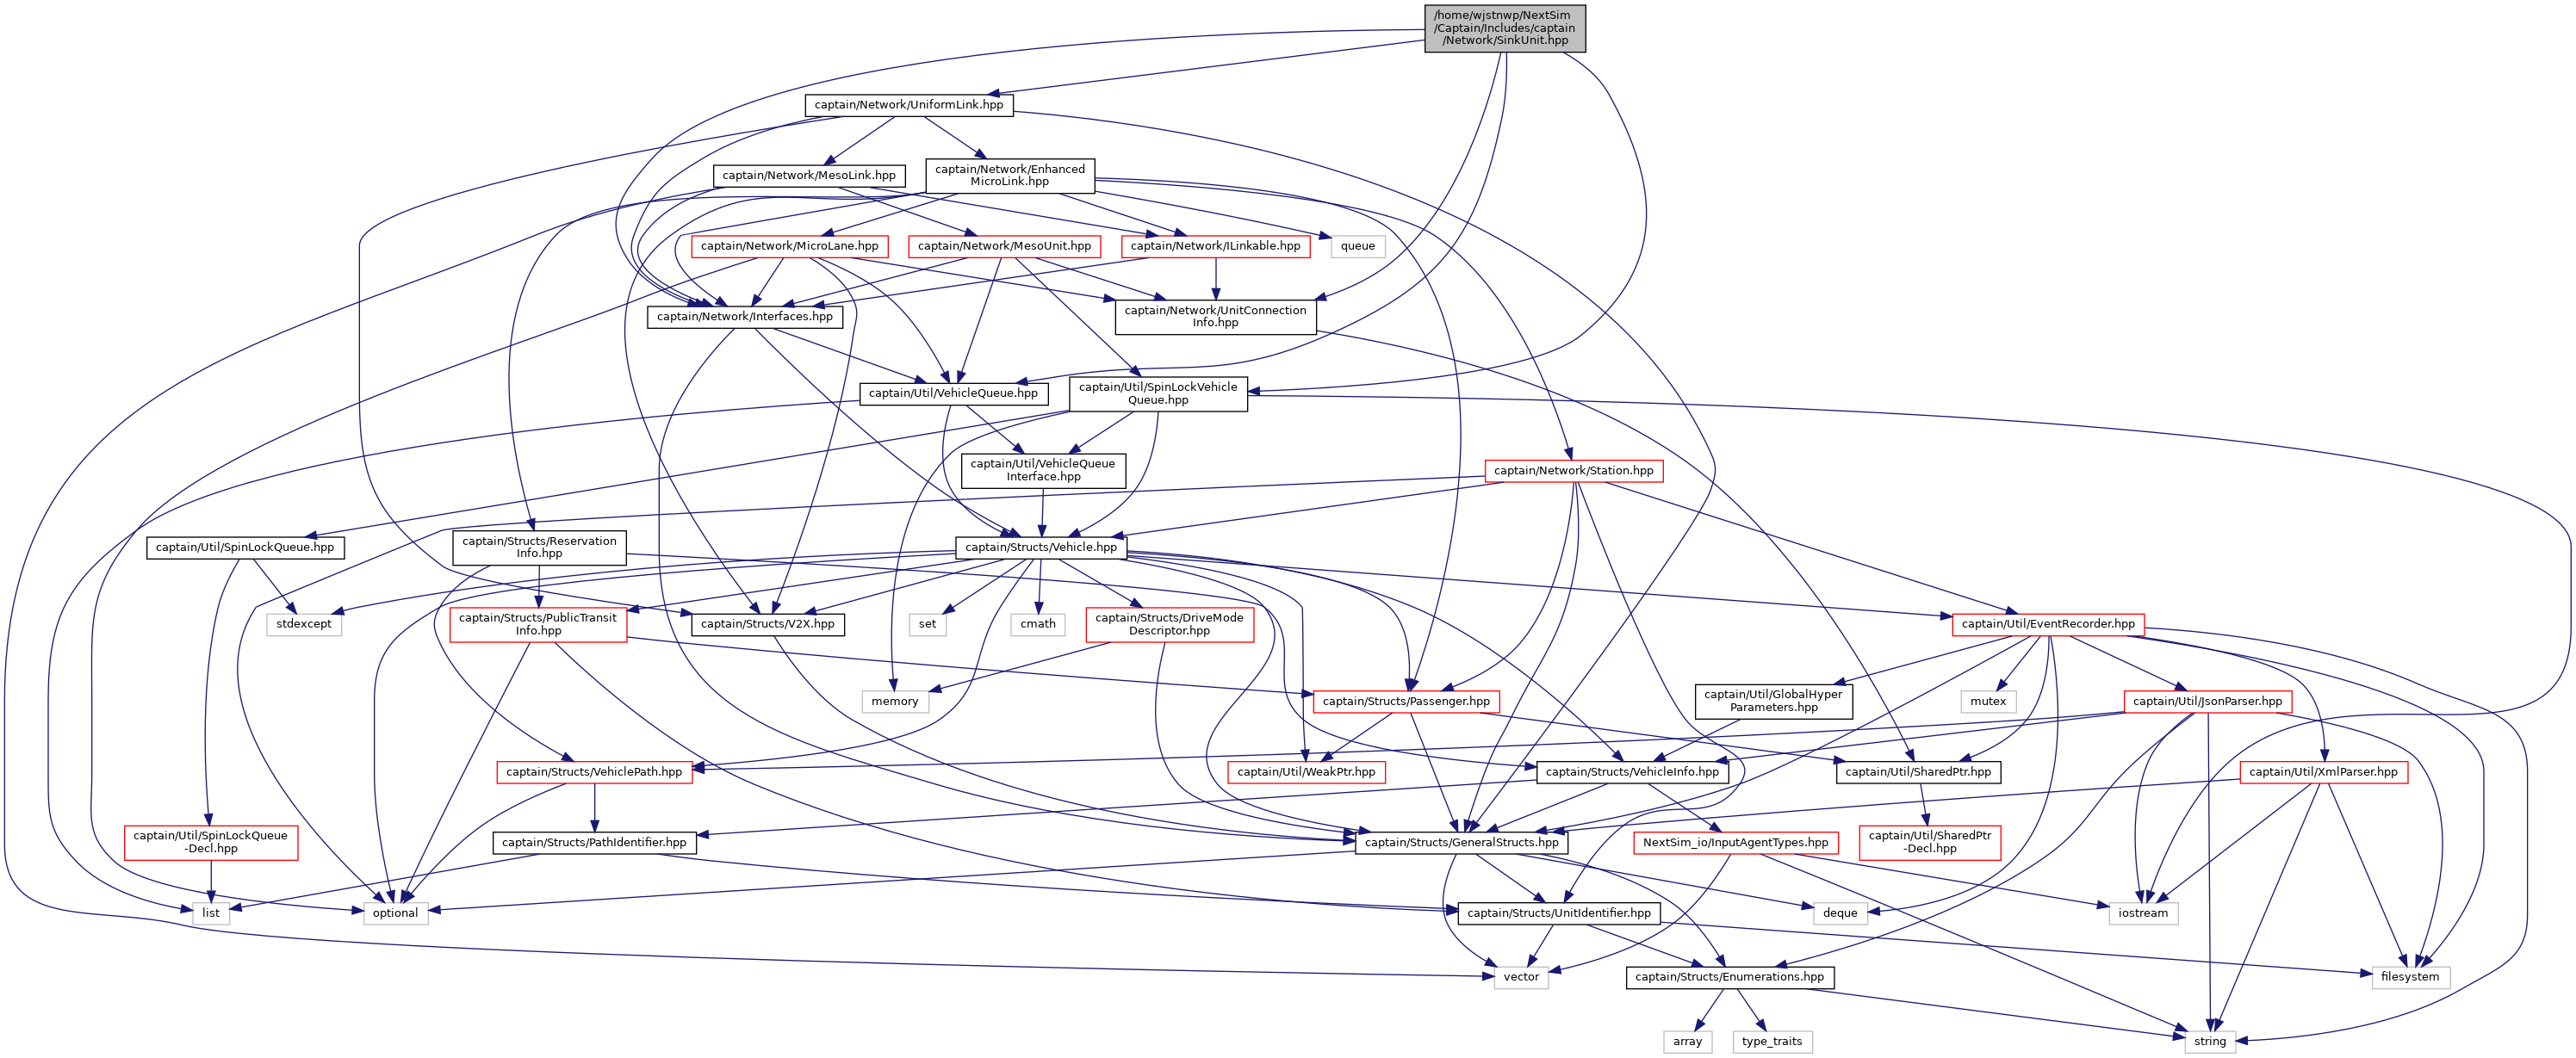 /home/wjstnwp/NextSim
/Captain/Includes/captain
/Network/SinkUnit.hpp
captain/Network/UniformLink.hpp
captain/Network/MesoLink.hpp
captain/Network/Enhanced
MicroLink.hpp
captain/Network/MicroLane.hpp
captain/Network/MesoUnit.hpp
captain/Network/ILinkable.hpp
queue
captain/Network/Interfaces.hpp
captain/Network/UnitConnection
Info.hpp
captain/Util/VehicleQueue.hpp
captain/Util/SpinLockVehicle
Queue.hpp
captain/Util/VehicleQueue
Interface.hpp
captain/Network/Station.hpp
captain/Util/SpinLockQueue.hpp
captain/Structs/Reservation
Info.hpp
captain/Structs/Vehicle.hpp
stdexcept
captain/Structs/PublicTransit
Info.hpp
captain/Structs/V2X.hpp
set
cmath
captain/Structs/DriveMode
Descriptor.hpp
captain/Util/EventRecorder.hpp
memory
captain/Structs/Passenger.hpp
captain/Util/GlobalHyper
Parameters.hpp
mutex
captain/Util/JsonParser.hpp
captain/Structs/VehiclePath.hpp
captain/Util/WeakPtr.hpp
captain/Structs/VehicleInfo.hpp
captain/Util/SharedPtr.hpp
captain/Util/XmlParser.hpp
captain/Util/SpinLockQueue
-Decl.hpp
captain/Structs/PathIdentifier.hpp
captain/Structs/GeneralStructs.hpp
NextSim_io/InputAgentTypes.hpp
captain/Util/SharedPtr
-Decl.hpp
list
optional
captain/Structs/UnitIdentifier.hpp
deque
iostream
vector
captain/Structs/Enumerations.hpp
filesystem
array
type_traits
string